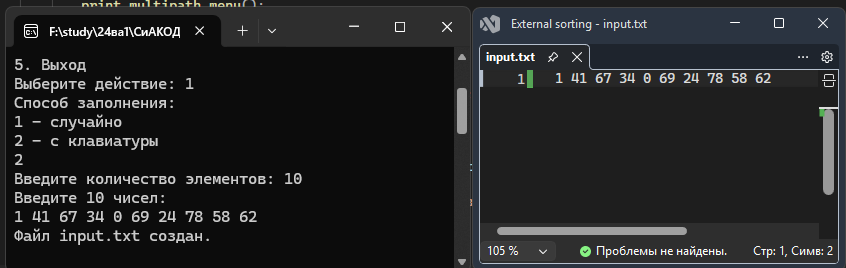 print_multipath_menu();
F:\study\24ва1\СиАКОД
5. Выход
Выберите действие: 1
Способ заполнения:
1 – случайно
2 – с клавиатуры
2
Введите количество элементов: 10
Введите 10 чисел:
1 41 67 34 0 69 24 78 58 62
Файл input.txt создан.
External sorting - input.txt
input.txt
1 1 41 67 34 0 69 24 78 58 62
105 % Проблемы не найдены. Стр: 1, Симв: 2